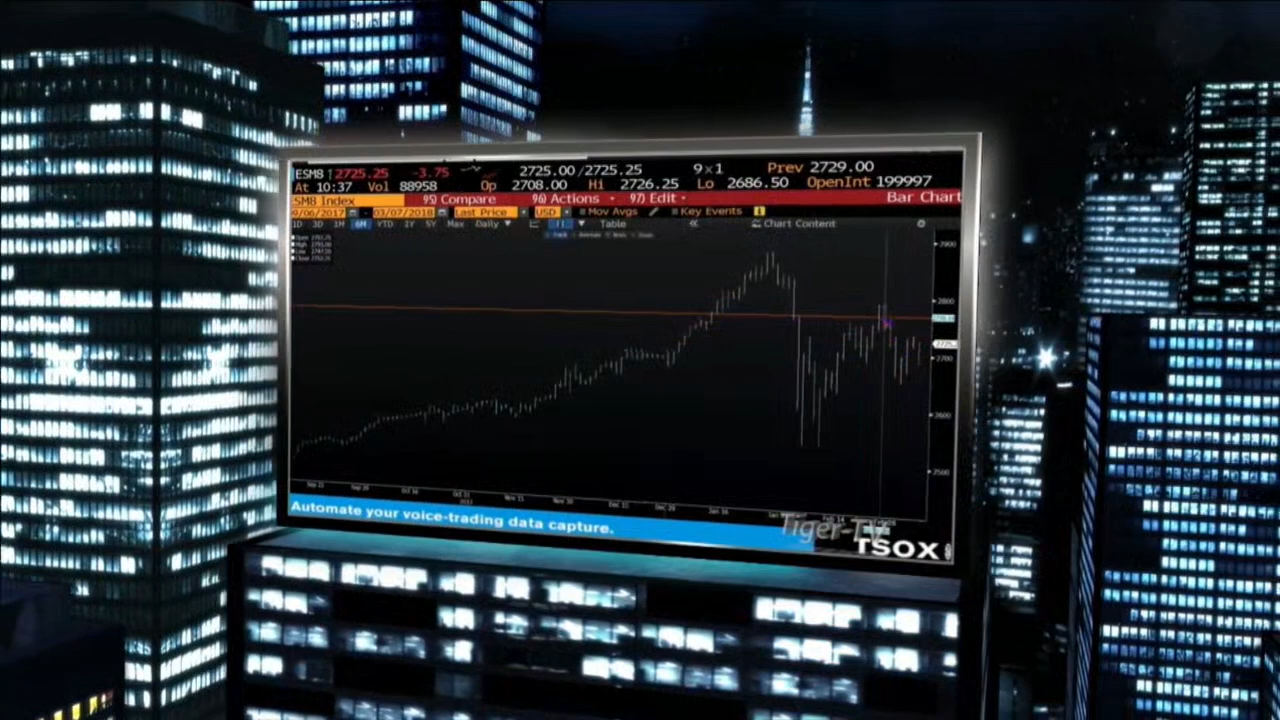 ESM8 ↑2725.25 -3.75 2725.00/2725.25 9×1 Prev 2729.00
At 10:37 Vol 88958 Op 2708.00 Hi 2726.25 Lo 2686.50 OpenInt 199997
SM8 Index 95) Compare 96) Actions 97) Edit Bar Chart
9/06/2017 03/07/2018 Last Price USD Mov Avgs Key Events
1D 3D 1M 6M YTD 1Y 5Y Max Daily Table Chart Content
2900
2800
2725
2700
2600
2500
Automate your voice-trading data capture.
Tiger-TV
TSOX